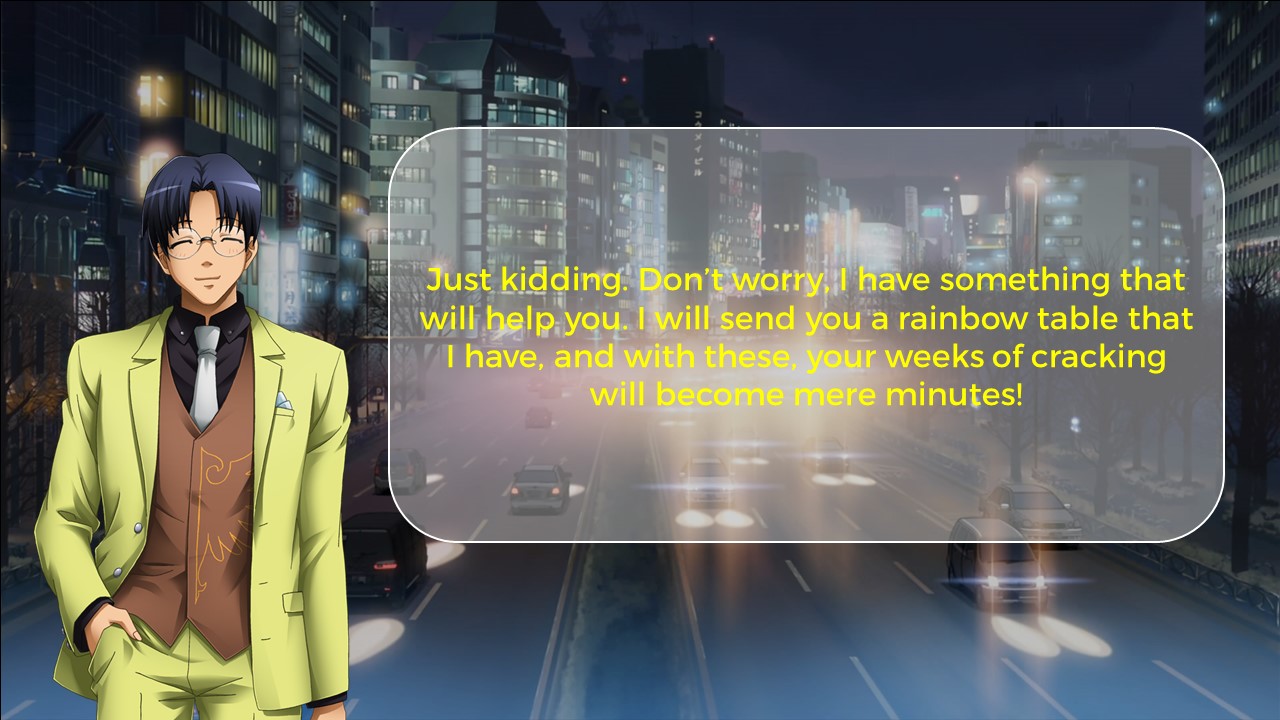 Just kidding. Don’t worry, I have something that
will help you. I will send you a rainbow table that
I have, and with these, your weeks of cracking
will become mere minutes!